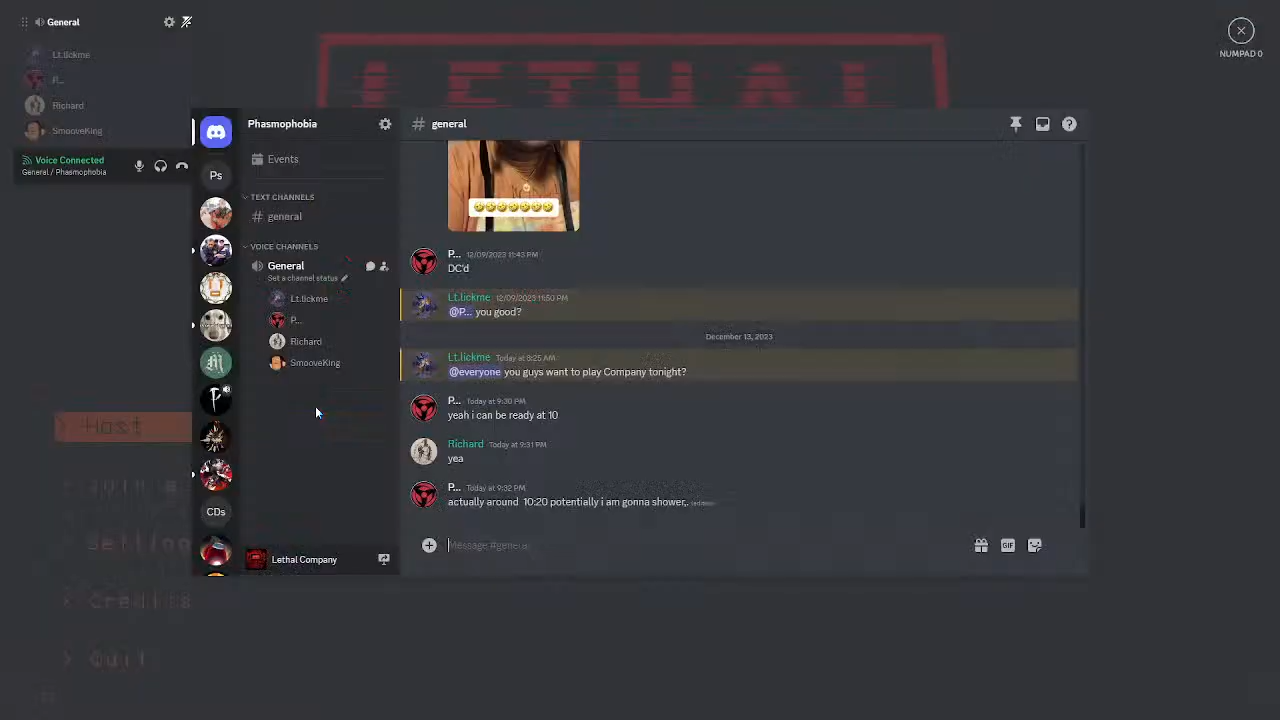 General
Lt.lickme
P...
Richard
SmooveKing
Voice Connected
General / Phasmophobia
NUMPAD 0
LETHAL
> Host
Credits
> Quit
Ps
CDs
Phasmophobia
Events
TEXT CHANNELS
# general
VOICE CHANNELS
General
Set a channel status
Lt.lickme
P...
Richard
SmooveKing
Lethal Company
# general
P... 12/09/2023 11:43 PM
DC'd
Lt.lickme 12/09/2023 11:50 PM
@P... you good?
December 13, 2023
Lt.lickme Today at 8:25 AM
@everyone you guys want to play Company tonight?
P... Today at 9:30 PM
yeah i can be ready at 10
Richard Today at 9:31 PM
yea
P... Today at 9:32 PM
actually around 10:20 potentially i am gonna shower..
Message #general
GIF